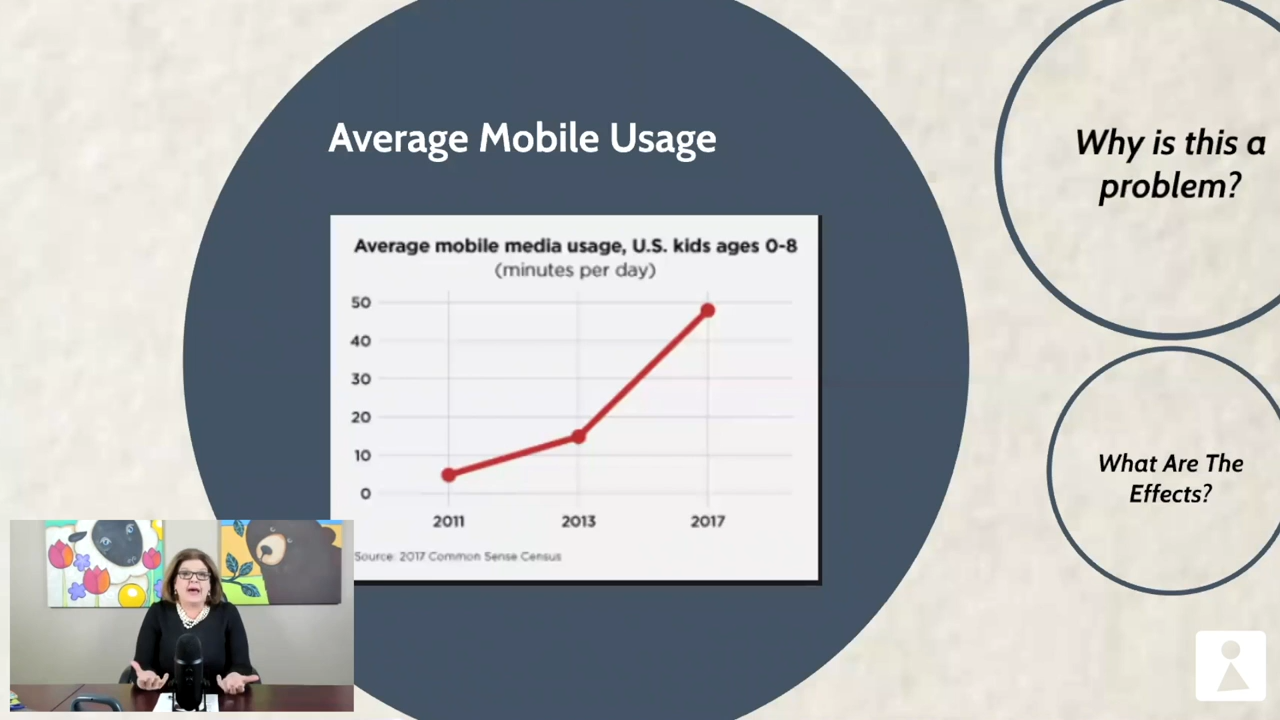 Average Mobile Usage
Average mobile media usage, U.S. kids ages 0-8
(minutes per day)
50
40
30
20
10
0
2011 2013 2017
Source: 2017 Common Sense Census
Why is this a
problem?
What Are The
Effects?